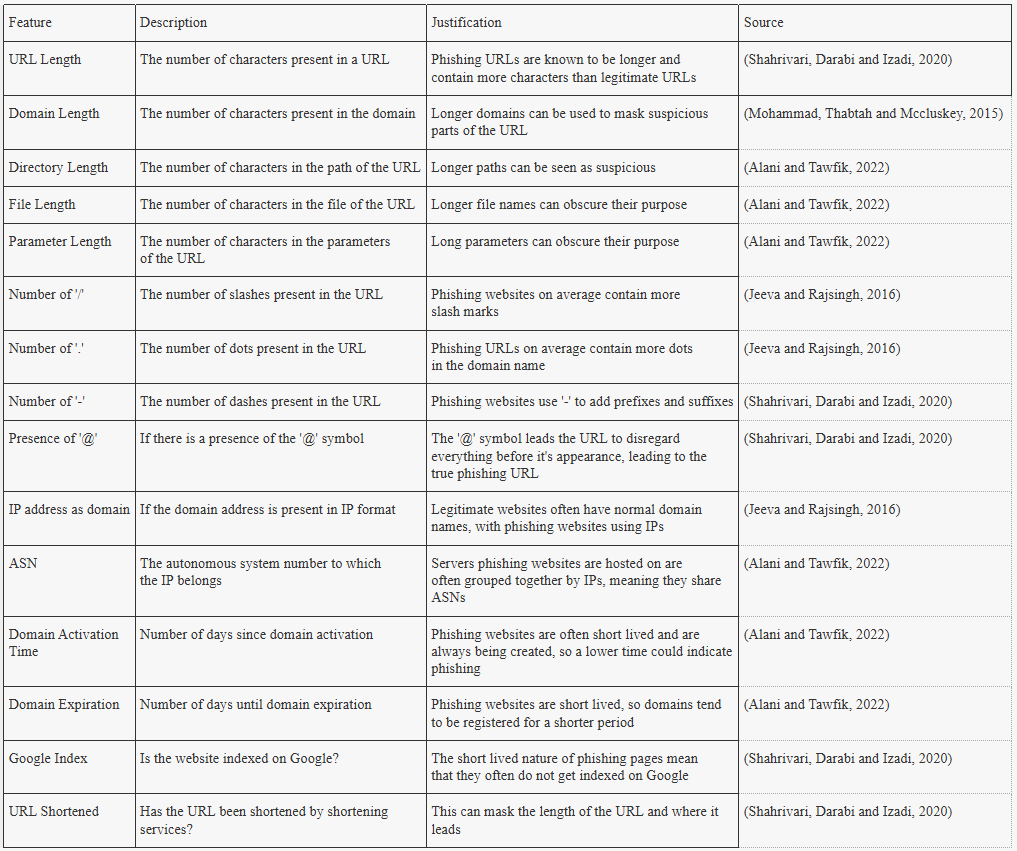 Feature Description Justification Source
URL Length The number of characters present in a URL Phishing URLs are known to be longer and (Shahrivari, Darabi and Izadi, 2020)
contain more characters than legitimate URLs
Domain Length The number of characters present in the domain Longer domains can be used to mask suspicious (Mohammad, Thabtah and Mccluskey, 2015)
parts of the URL
Directory Length The number of characters in the path of the URL Longer paths can be seen as suspicious (Alani and Tawfik, 2022)
File Length The number of characters in the file of the URL Longer file names can obscure their purpose (Alani and Tawfik, 2022)
Parameter Length The number of characters in the parameters Long parameters can obscure their purpose (Alani and Tawfik, 2022)
of the URL
Number of '/' The number of slashes present in the URL Phishing websites on average contain more (Jeeva and Rajsingh, 2016)
slash marks
Number of '.' The number of dots present in the URL Phishing URLs on average contain more dots (Jeeva and Rajsingh, 2016)
in the domain name
Number of '-' The number of dashes present in the URL Phishing websites use '-' to add prefixes and suffixes (Shahrivari, Darabi and Izadi, 2020)
Presence of '@' If there is a presence of the '@' symbol The '@' symbol leads the URL to disregard (Shahrivari, Darabi and Izadi, 2020)
everything before it's appearance, leading to the
true phishing URL
IP address as domain If the domain address is present in IP format Legitimate websites often have normal domain (Jeeva and Rajsingh, 2016)
names, with phishing websites using IPs
ASN The autonomous system number to which Servers phishing websites are hosted on are (Alani and Tawfik, 2022)
the IP belongs often grouped together by IPs, meaning they share
ASNs
Domain Activation Number of days since domain activation Phishing websites are often short lived and are (Alani and Tawfik, 2022)
Time always being created, so a lower time could indicate
phishing
Domain Expiration Number of days until domain expiration Phishing websites are short lived, so domains tend (Alani and Tawfik, 2022)
to be registered for a shorter period
Google Index Is the website indexed on Google? The short lived nature of phishing pages mean (Shahrivari, Darabi and Izadi, 2020)
that they often do not get indexed on Google
URL Shortened Has the URL been shortened by shortening This can mask the length of the URL and where it (Shahrivari, Darabi and Izadi, 2020)
services? leads